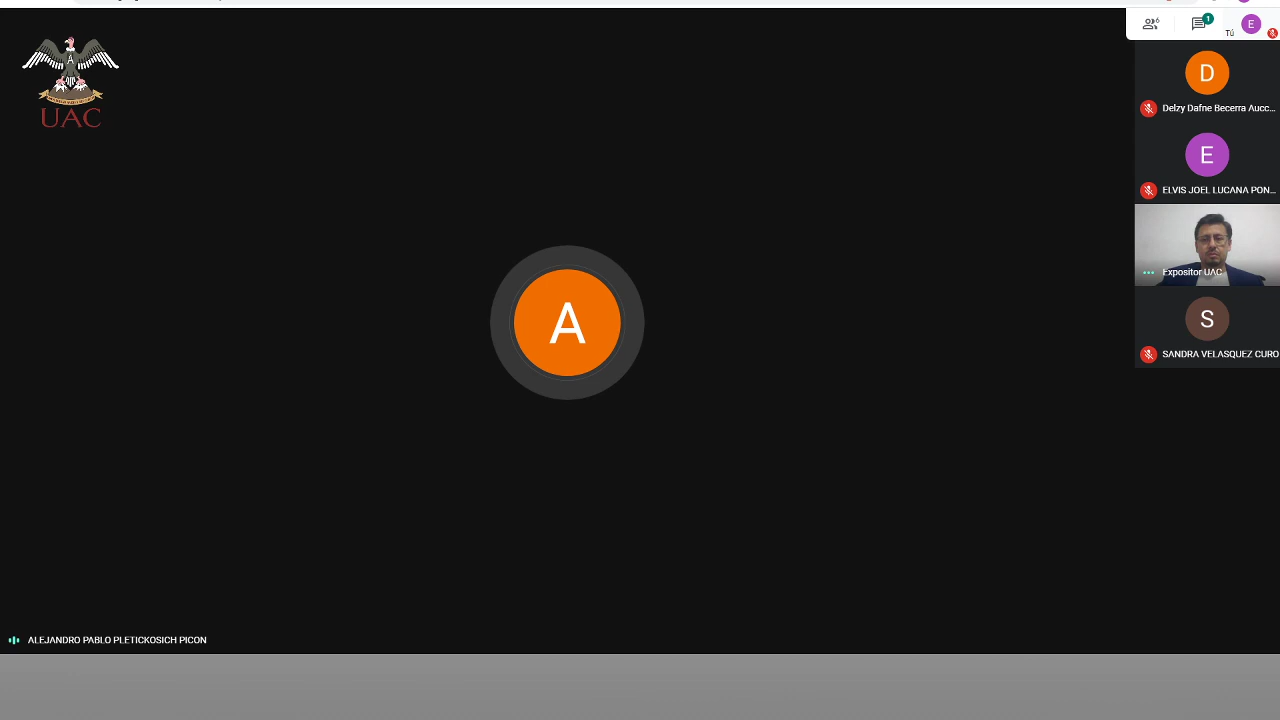 UAC
6
1
Tú
E
D
Delzy Dafne Becerra Aucc...
E
ELVIS JOEL LUCANA PON...
Expositor UAC
S
SANDRA VELASQUEZ CURO
A
ALEJANDRO PABLO PLETICKOSICH PICON